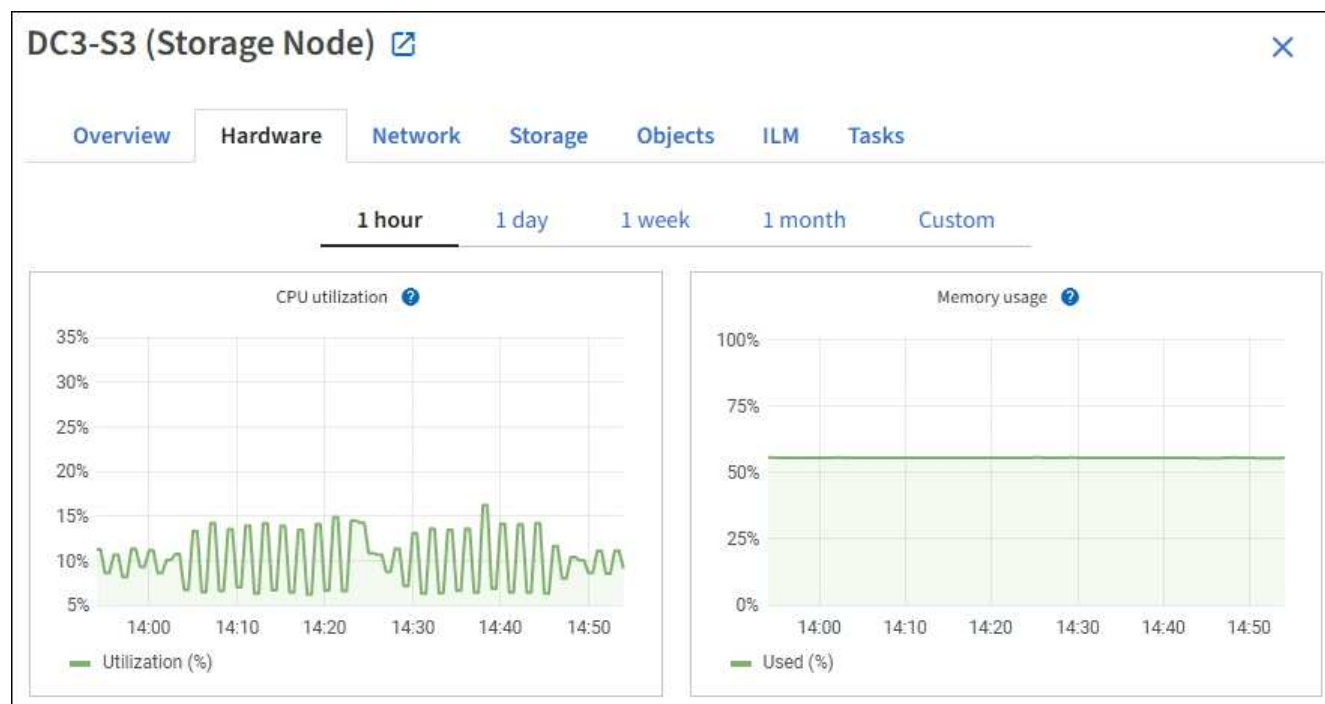 DC3-S3 (Storage Node)
Overview Hardware Network Storage Objects ILM Tasks
1 hour 1 day 1 week 1 month Custom
CPU utilization
35%
30%
25%
20%
15%
10%
5%
14:00 14:10 14:20 14:30 14:40 14:50
Utilization (%)
Memory usage
100%
75%
50%
25%
0%
14:00 14:10 14:20 14:30 14:40 14:50
Used (%)